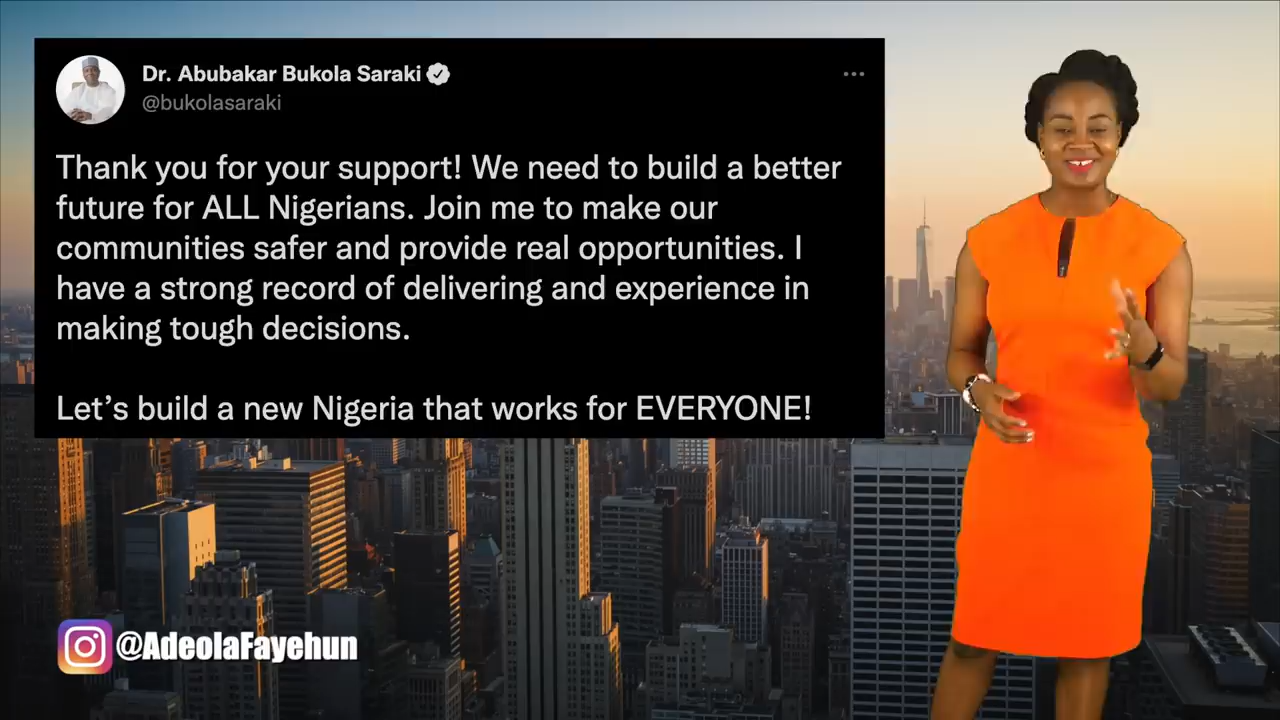 Dr. Abubakar Bukola Saraki
@bukolasaraki
Thank you for your support! We need to build a better
future for ALL Nigerians. Join me to make our
communities safer and provide real opportunities. I
have a strong record of delivering and experience in
making tough decisions.
Let’s build a new Nigeria that works for EVERYONE!
@AdeolaFayehun